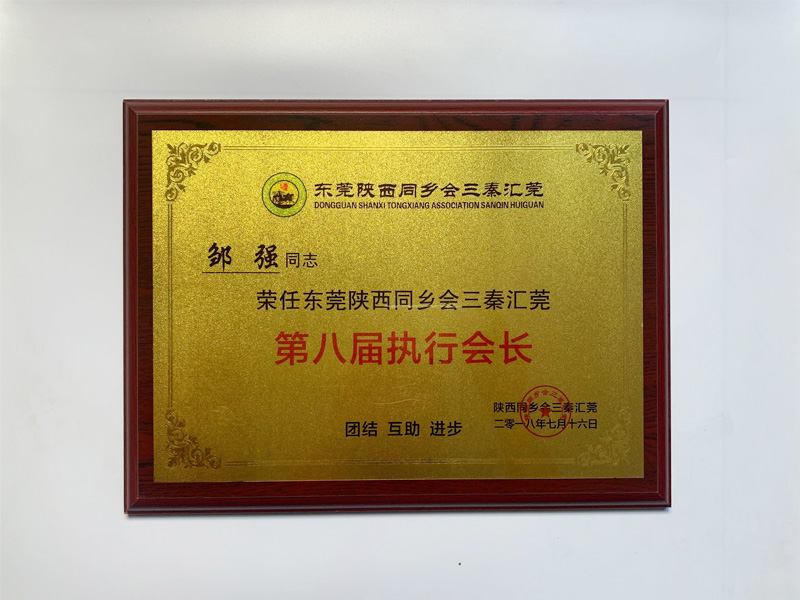 东莞陕西同乡会三秦汇莞
DONGGUAN SHANXI TONGXIANG ASSOCIATION SANQIN HUIGUAN
邹 强 同志
荣任东莞陕西同乡会三秦汇莞
第八届执行会长
团结 互助 进步
陕西同乡会三秦汇莞
二零一八年七月十六日